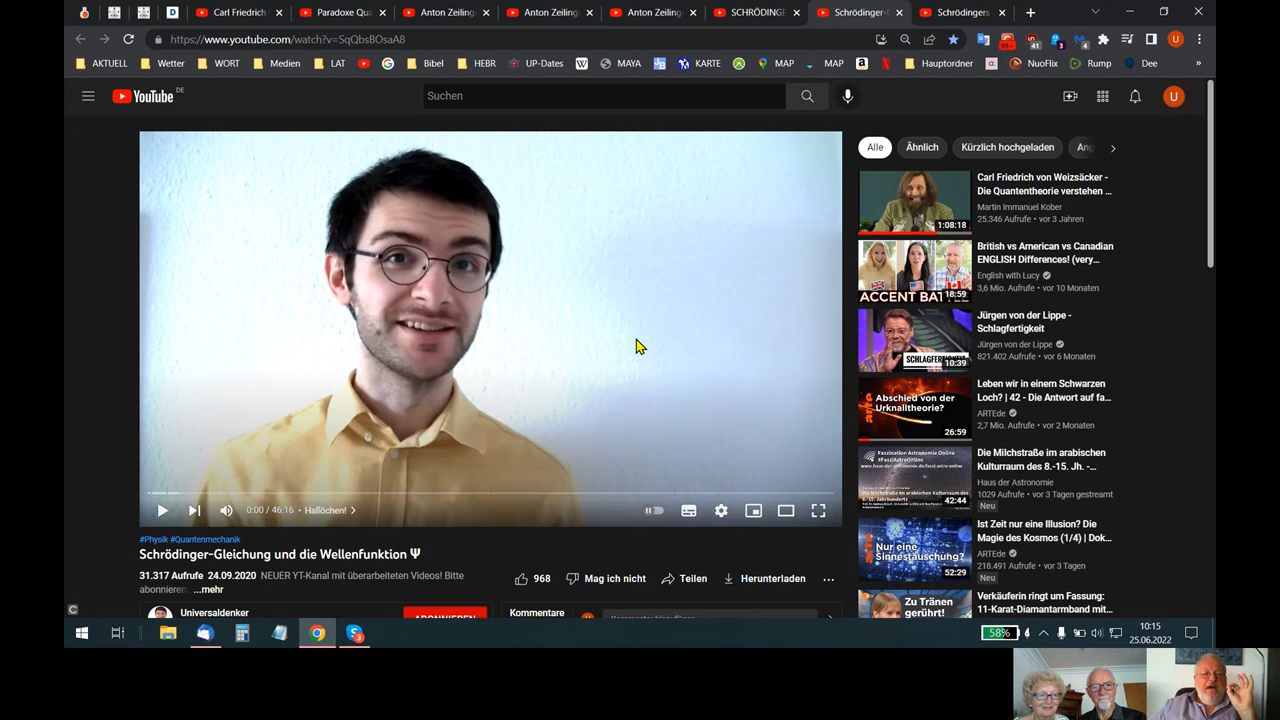 Carl Friedrich
Paradoxe Qua
Anton Zeiling
Anton Zeiling
Anton Zeiling
SCHRÖDINGE
Schrödinger-
Schrödingers
https://www.youtube.com/watch?v=SqQbsBOsaA8
AKTUELL
Wetter
WORT
Medien
LAT
Bibel
HEBR
UP-Dates
MAYA
KARTE
MAP
MAP
Hauptordner
NuoFlix
Rump
Dee
»
YouTube DE
Suchen
U
Alle
Ähnlich
Kürzlich hochgeladen
Ang
Carl Friedrich von Weizsäcker -
Die Quantentheorie verstehen ...
Martin Immanuel Kober
25.346 Aufrufe • vor 3 Jahren
1:08:18
British vs American vs Canadian
ENGLISH Differences! (very...
English with Lucy
3,6 Mio. Aufrufe • vor 10 Monaten
ACCENT BAT
18:59
Jürgen von der Lippe -
Schlagfertigkeit
Jürgen von der Lippe
821.402 Aufrufe • vor 6 Monaten
SCHLAGFERTIGKEIT
10:39
Leben wir in einem Schwarzen
Loch? | 42 - Die Antwort auf fa...
ARTEde
2,7 Mio. Aufrufe • vor 2 Monaten
arte
Abschied von der
Urknalltheorie?
26:59
Die Milchstraße im arabischen
Kulturraum des 8.-15. Jh. -...
Haus der Astronomie
1029 Aufrufe • vor 3 Tagen gestreamt
Neu
Faszination Astronomie Online
#FasziAstroOnline
42:44
Ist Zeit nur eine Illusion? Die
Magie des Kosmos (1/4) | Dok...
ARTEde
218.491 Aufrufe • vor 3 Tagen
Neu
arte
Nur eine
Sinnestäuschung?
52:29
Verkäuferin ringt um Fassung:
11-Karat-Diamantarmband mit...
Zu Tränen
gerührt!
0:00 / 46:16 • Hallöchen!
#Physik #Quantenmechanik
Schrödinger-Gleichung und die Wellenfunktion Ψ
31.317 Aufrufe 24.09.2020 NEUER YT-Kanal mit überarbeiteten Videos! Bitte
abonnieren ...mehr
968
Mag ich nicht
Teilen
Herunterladen
Universaldenker
ABONNIEREN
Kommentare
58%
10:15
25.06.2022